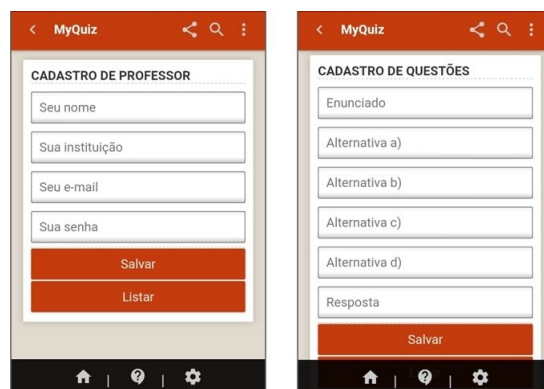 MyQuiz
CADASTRO DE PROFESSOR
Seu nome
Sua instituição
Seu e-mail
Sua senha
Salvar
Listar
MyQuiz
CADASTRO DE QUESTÕES
Enunciado
Alternativa a)
Alternativa b)
Alternativa c)
Alternativa d)
Resposta
Salvar